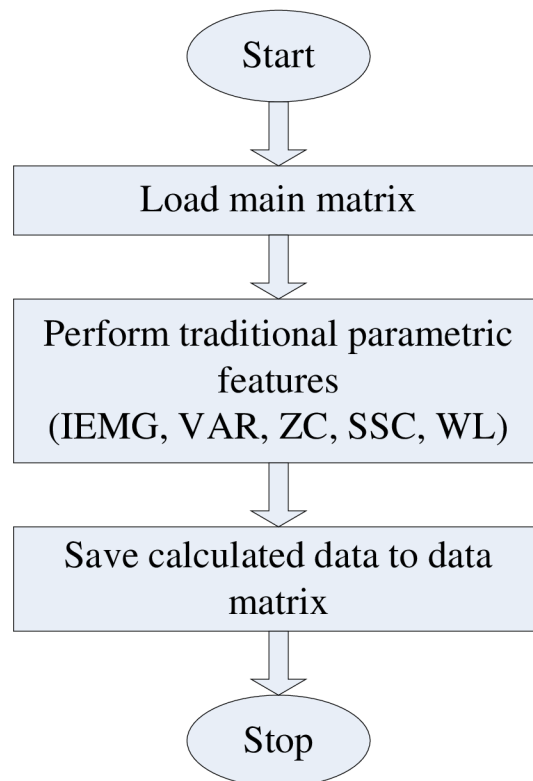 Start
Load main matrix
Perform traditional parametric
features
(IEMG, VAR, ZC, SSC, WL)
Save calculated data to data
matrix
Stop